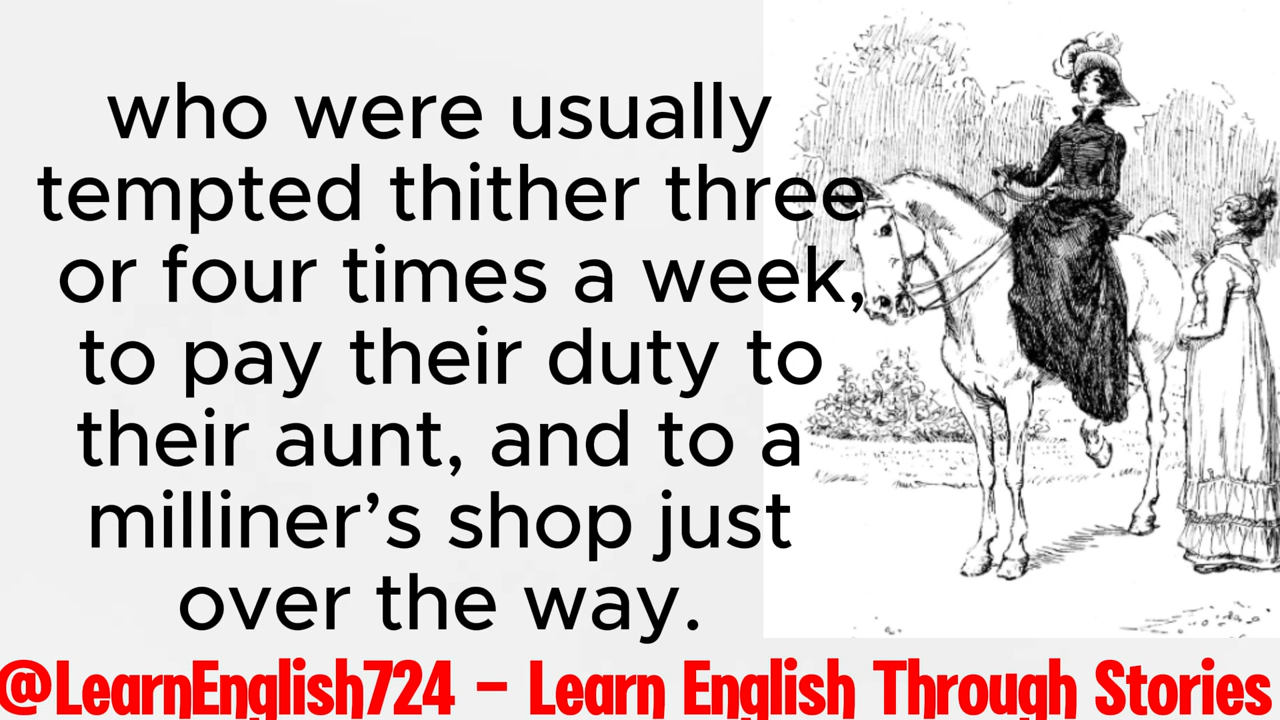 who were usually
tempted thither three
or four times a week,
to pay their duty to
their aunt, and to a
milliner’s shop just
over the way.
@LearnEnglish724 – Learn English Through Stories